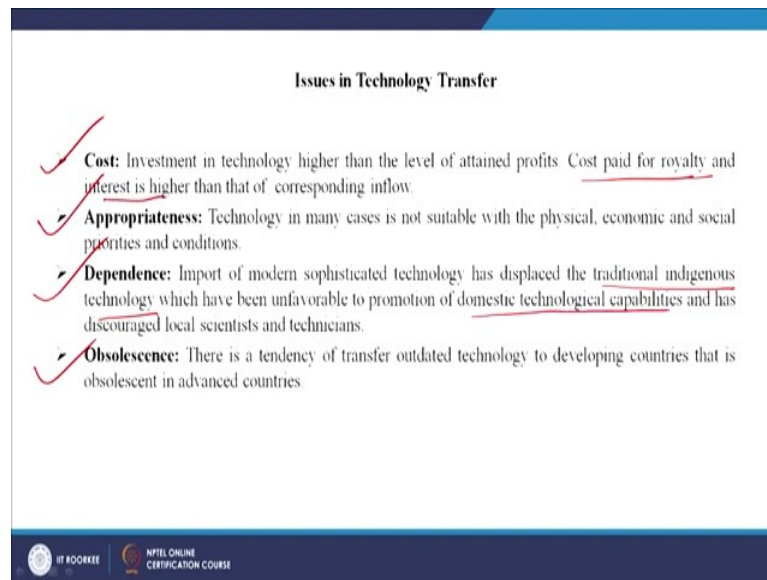 Issues in Technology Transfer
➢ Cost: Investment in technology higher than the level of attained profits. Cost paid for royalty and
interest is higher than that of corresponding inflow.
➢ Appropriateness: Technology in many cases is not suitable with the physical, economic and social
priorities and conditions.
➢ Dependence: Import of modern sophisticated technology has displaced the traditional indigenous
technology which have been unfavorable to promotion of domestic technological capabilities and has
discouraged local scientists and technicians.
➢ Obsolescence: There is a tendency of transfer outdated technology to developing countries that is
obsolescent in advanced countries.
IIT ROORKEE
NPTEL ONLINE
CERTIFICATION COURSE